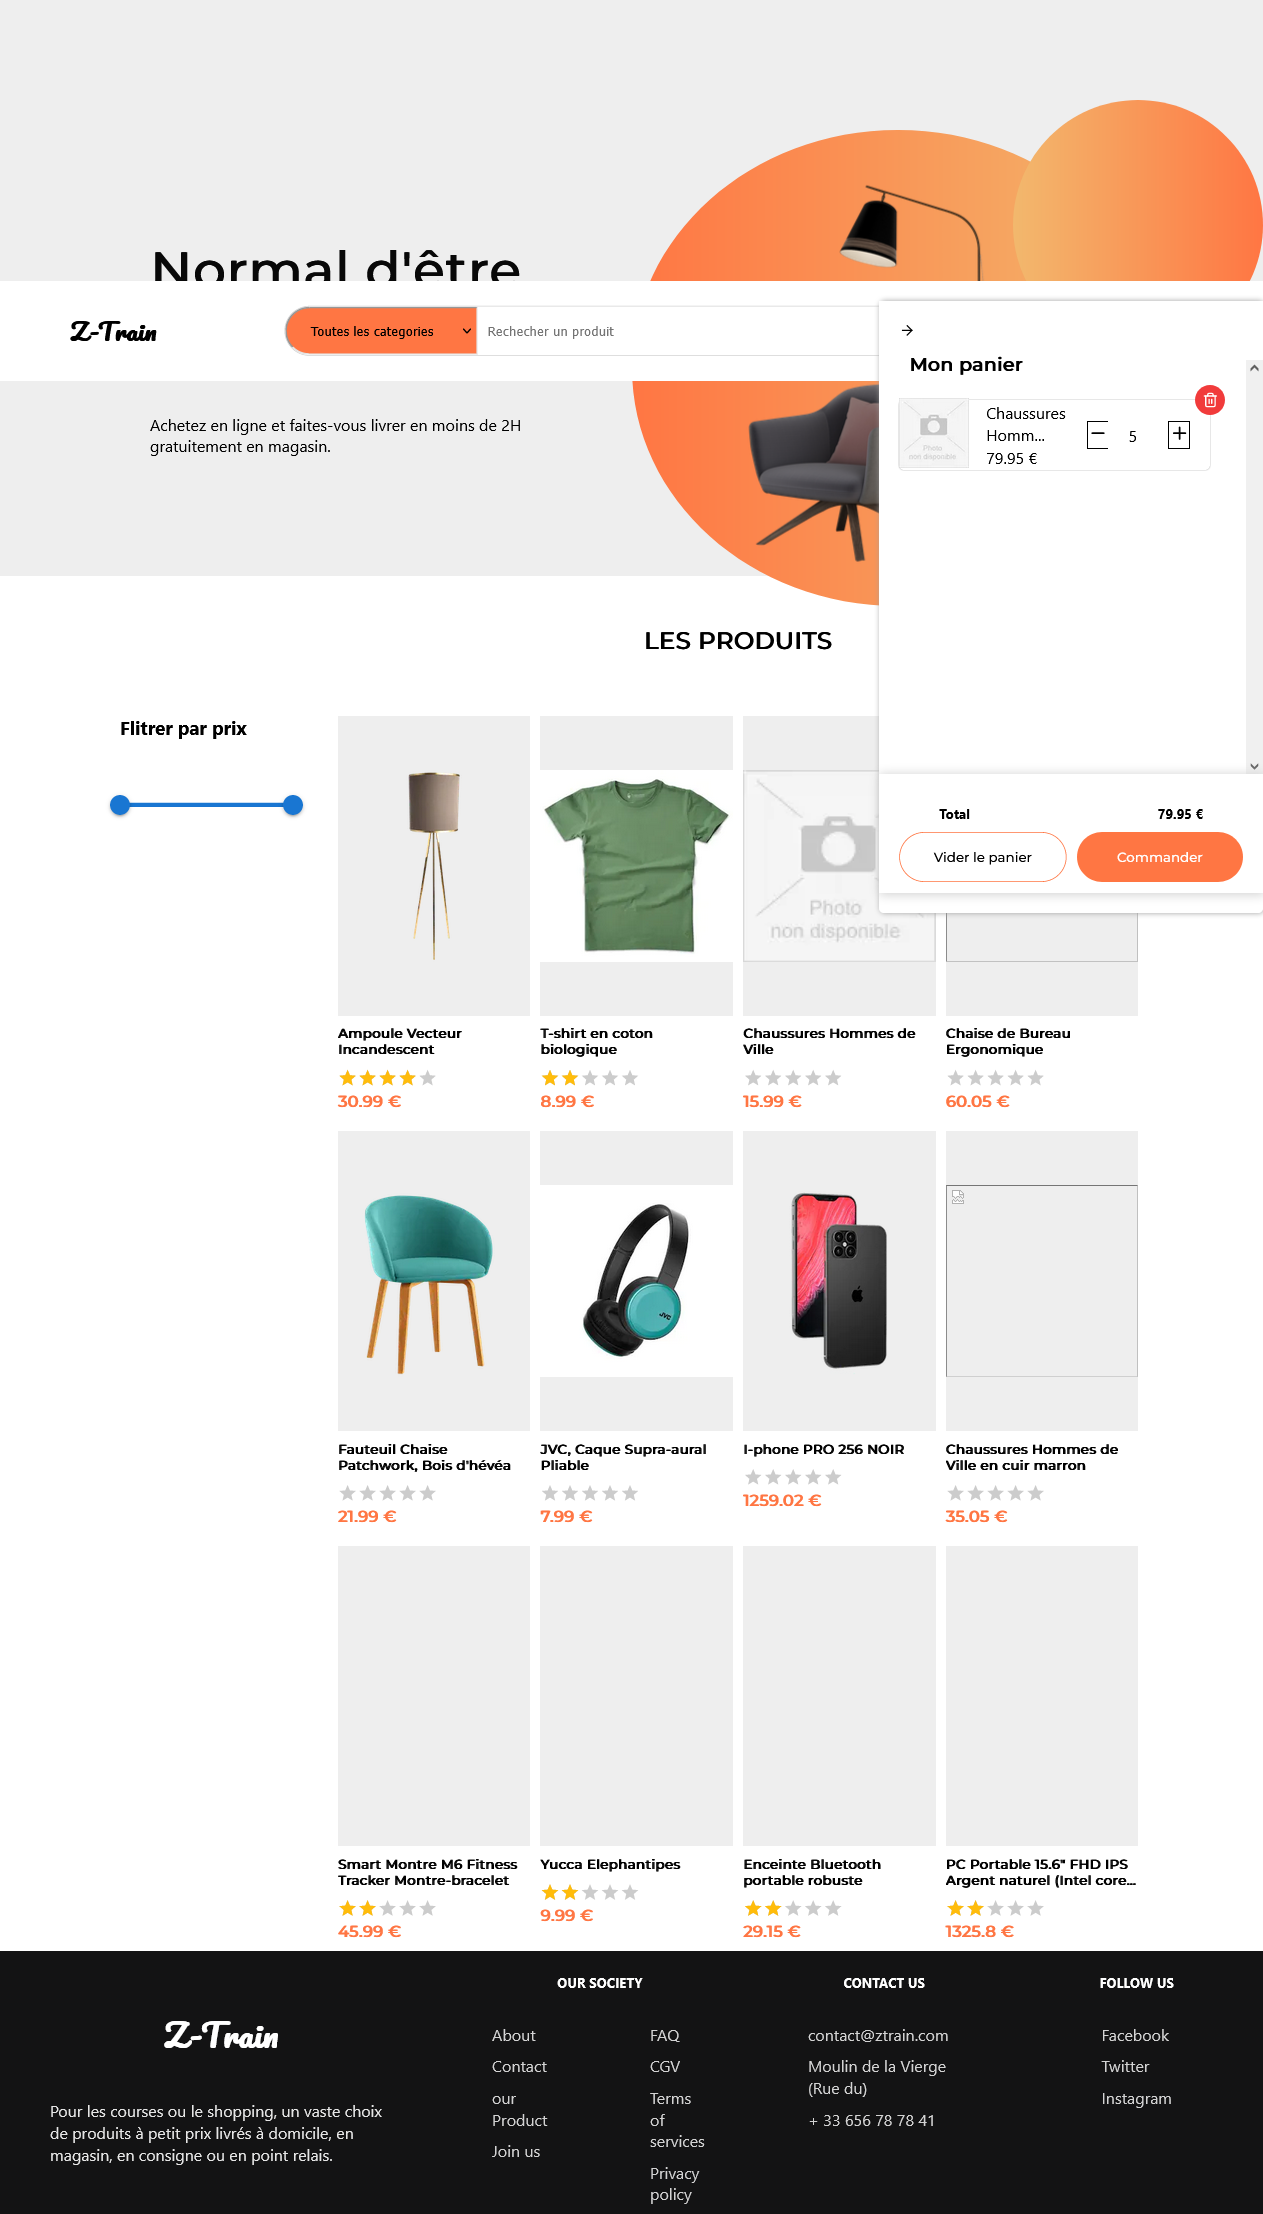 Normal d'être
Z-Train
Toutes les categories
Rechecher un produit
Achetez en ligne et faites-vous livrer en moins de 2H
gratuitement en magasin.
Mon panier
Photo
non disponible
Chaussures
Homm...
79.95 €
5
Total
79.95 €
Vider le panier
Commander
LES PRODUITS
Flitrer par prix
Photo
non disponible
Ampoule Vecteur
Incandescent
30.99 €
T-shirt en coton
biologique
8.99 €
Chaussures Hommes de
Ville
15.99 €
Chaise de Bureau
Ergonomique
60.05 €
JVC
Fauteuil Chaise
Patchwork, Bois d'hévéa
21.99 €
JVC, Caque Supra-aural
Pliable
7.99 €
I-phone PRO 256 NOIR
1259.02 €
Chaussures Hommes de
Ville en cuir marron
35.05 €
Smart Montre M6 Fitness
Tracker Montre-bracelet
45.99 €
Yucca Elephantipes
9.99 €
Enceinte Bluetooth
portable robuste
29.15 €
PC Portable 15.6" FHD IPS
Argent naturel (Intel core...
1325.8 €
Z-Train
Pour les courses ou le shopping, un vaste choix
de produits à petit prix livrés à domicile, en
magasin, en consigne ou en point relais.
OUR SOCIETY
About
Contact
our
Product
Join us
FAQ
CGV
Terms
of
services
Privacy
policy
CONTACT US
contact@ztrain.com
Moulin de la Vierge
(Rue du)
+ 33 656 78 78 41
FOLLOW US
Facebook
Twitter
Instagram